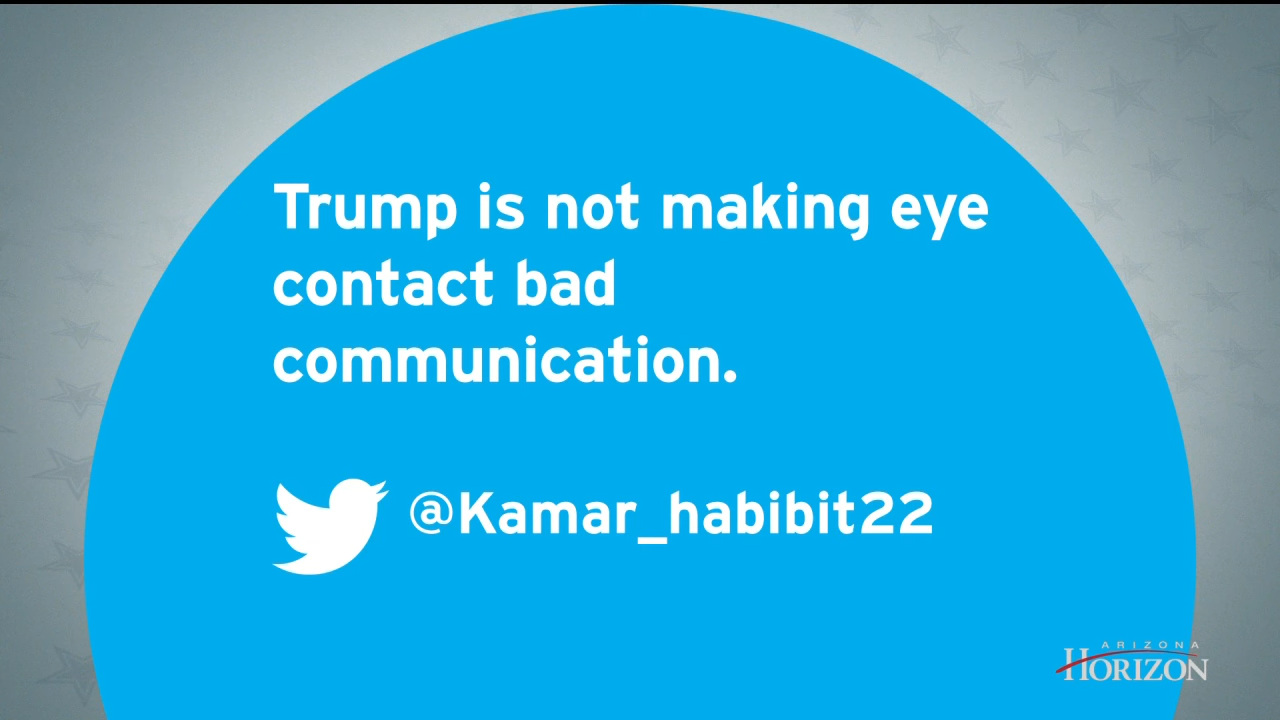 Trump is not making eye
contact bad
communication.
@Kamar_habibit22
ARIZONA
HORIZON